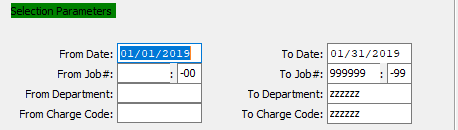 Selection Parameters
From Date: 01/01/2019 To Date: 01/31/2019
From Job#: : -00 To Job#: 999999 : -99
From Department: To Department: zzzzzz
From Charge Code: To Charge Code: zzzzzz